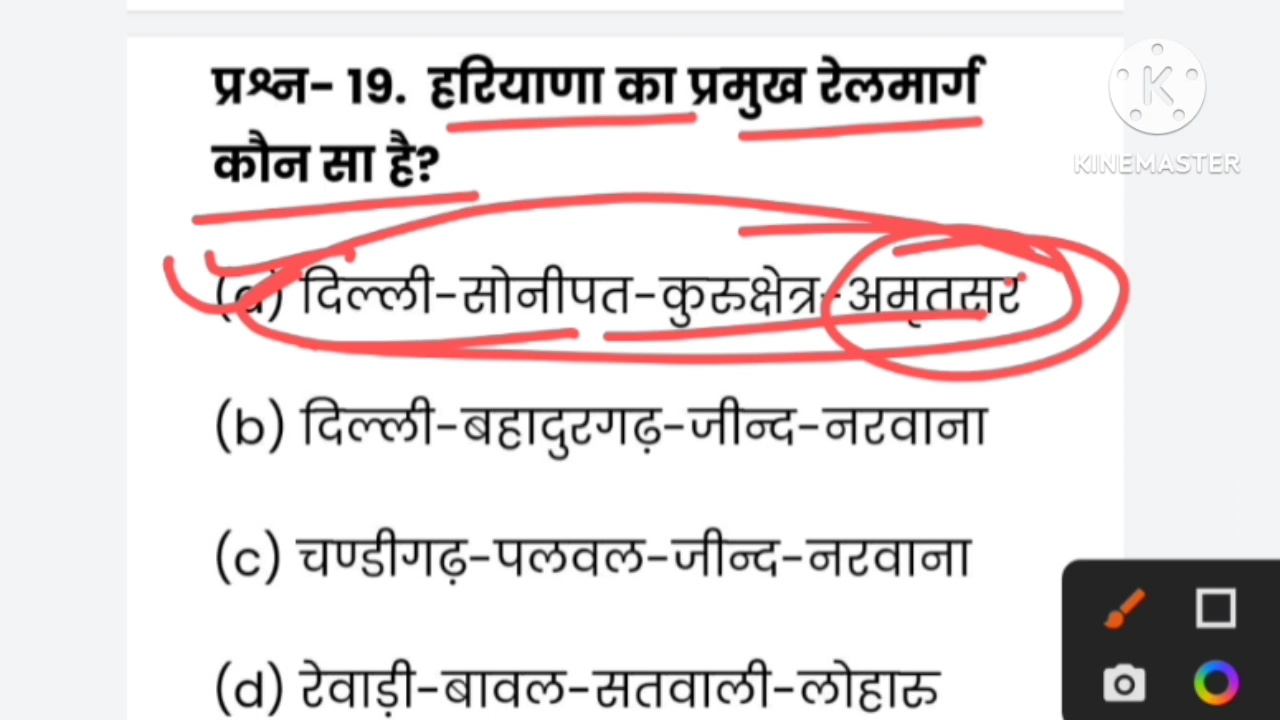 प्रश्न- 19. हरियाणा का प्रमुख रेलमार्ग
कौन सा है?
K
KINEMASTER
(a) दिल्ली-सोनीपत-कुरुक्षेत्र-अमृतसर
(b) दिल्ली-बहादुरगढ़-जीन्द-नरवाना
(c) चण्डीगढ़-पलवल-जीन्द-नरवाना
(d) रेवाड़ी-बावल-सतवाली-लोहारु